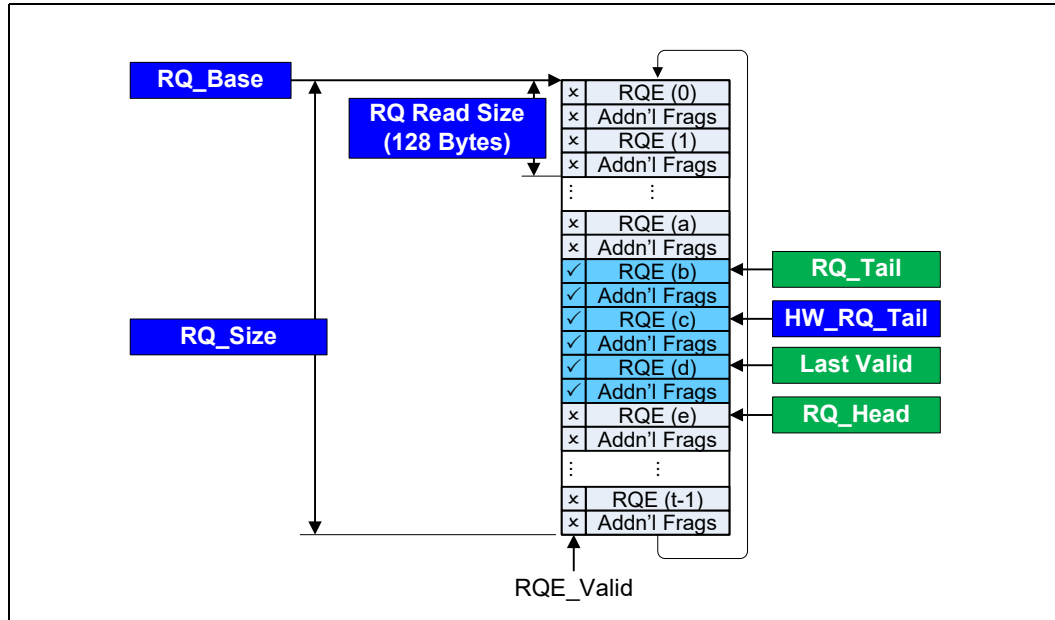 RQ_Base
RQ Read Size
(128 Bytes)
RQ_Size
× RQE (0)
× Addn'l Frags
× RQE (1)
× Addn'l Frags
⋮ ⋮
× RQE (a)
× Addn'l Frags
✓ RQE (b)
✓ Addn'l Frags
✓ RQE (c)
✓ Addn'l Frags
✓ RQE (d)
✓ Addn'l Frags
× RQE (e)
× Addn'l Frags
⋮ ⋮
× RQE (t-1)
× Addn'l Frags
RQ_Tail
HW_RQ_Tail
Last Valid
RQ_Head
RQE_Valid